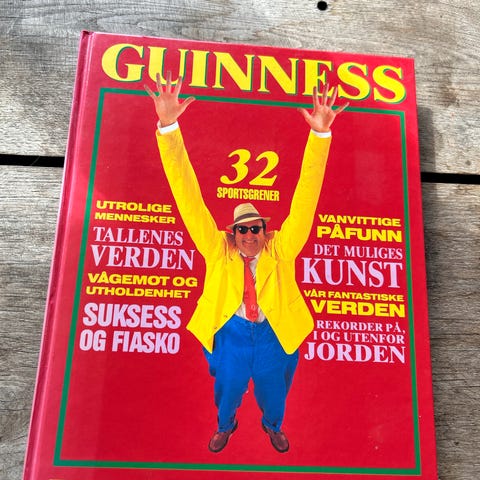 GUINNESS
32
SPORTSGRENER
UTROLIGE
MENNESKER
TALLENES
VERDEN
VÅGEMOT OG
UTHOLDENHET
SUKSESS
OG FIASKO
VANVITTIGE
PÅFUNN
DET MULIGES
KUNST
VÅR FANTASTISKE
VERDEN
REKORDER PÅ,
I OG UTENFOR
JORDEN